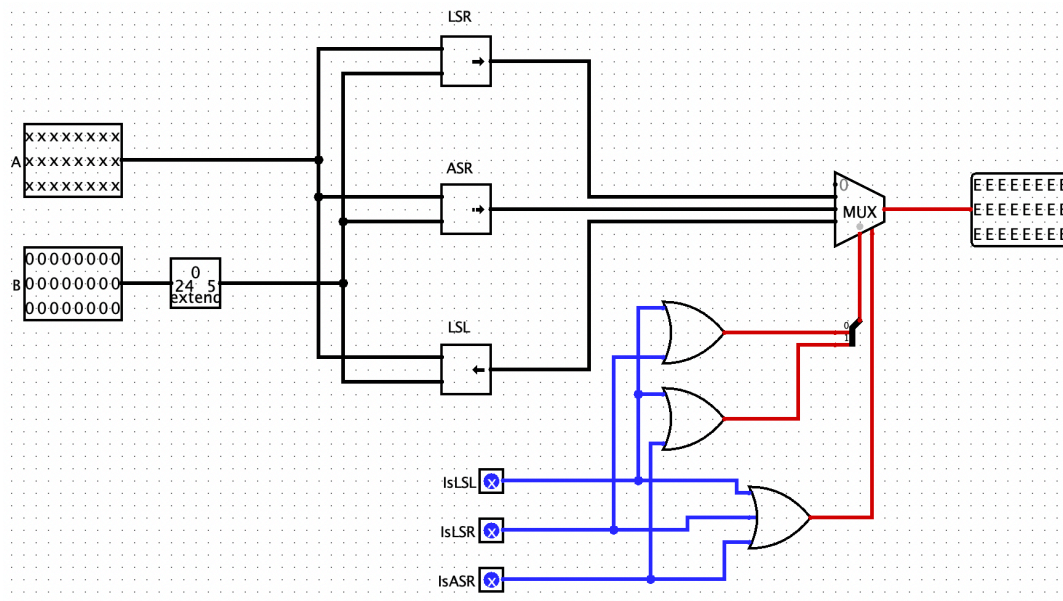 LSR
ASR
LSL
A
xxxxxxxx
xxxxxxxx
xxxxxxxx
B
00000000
00000000
00000000
0
24 5
extend
0
MUX
EEEEEEEE
EEEEEEEE
EEEEEEEE
0
1
IsLSL
x
IsLSR
x
IsASR
x